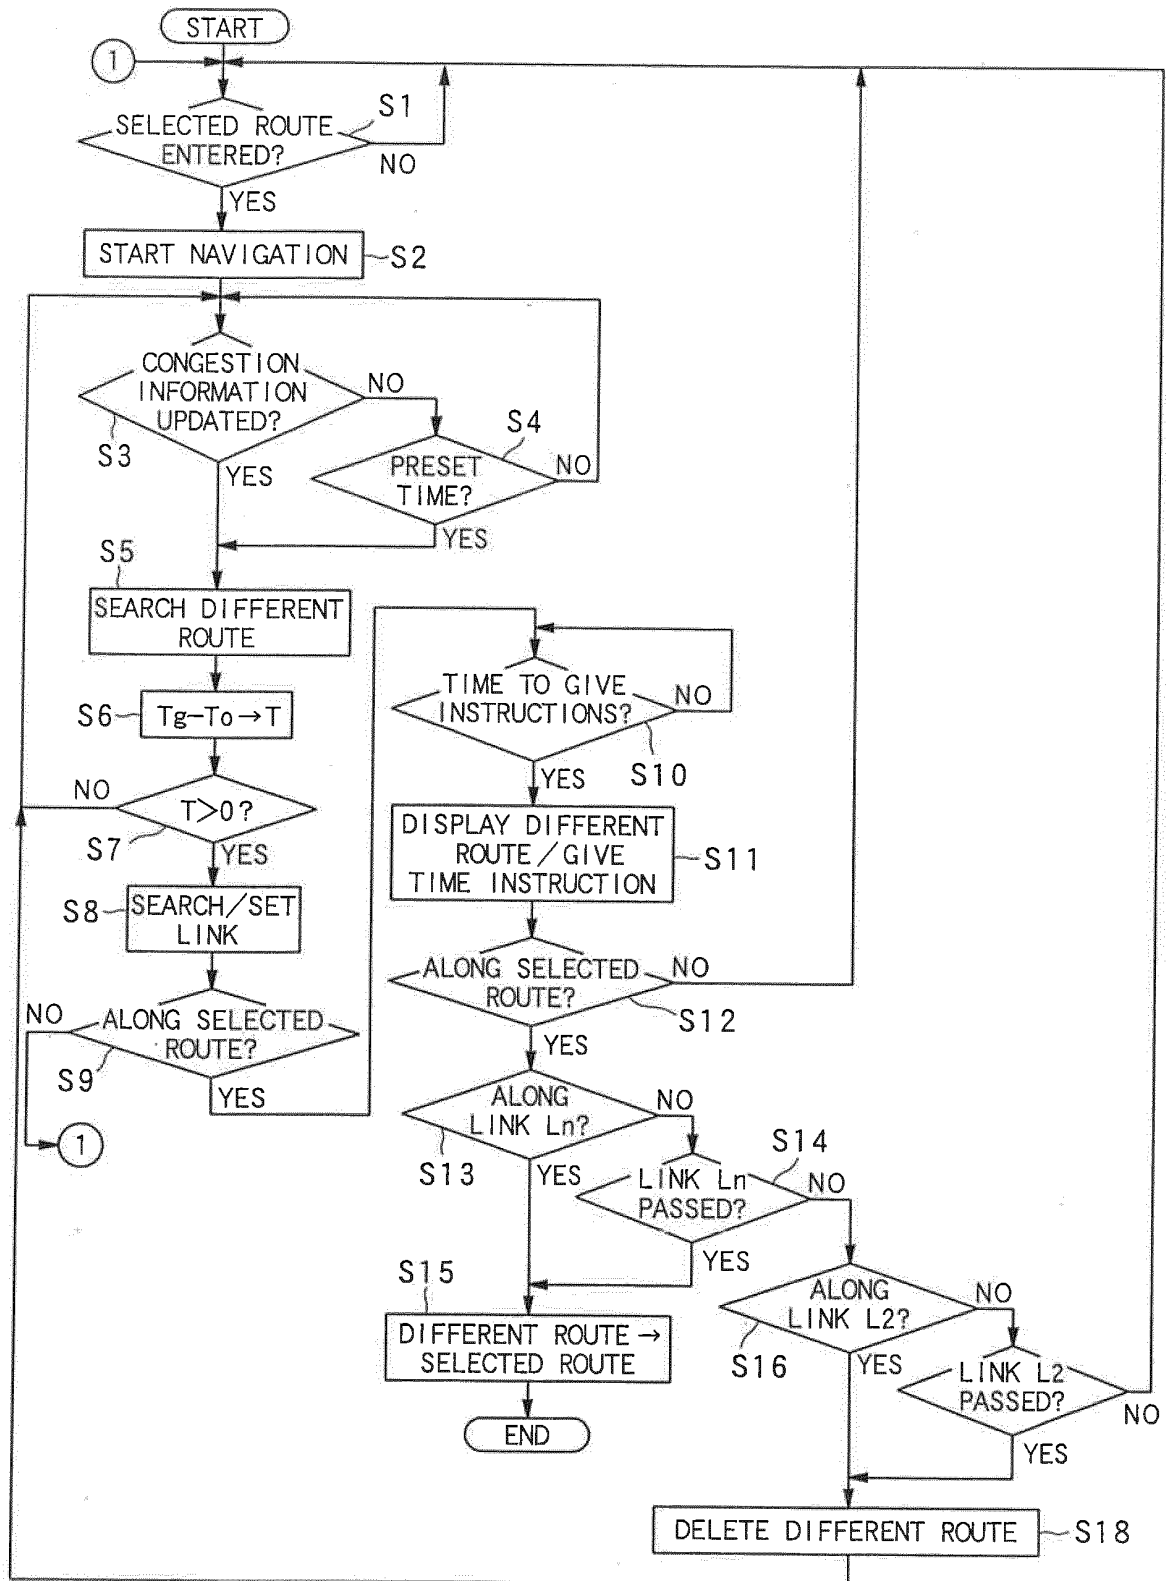 START
1
S1
SELECTED ROUTE
ENTERED?
NO
YES
START NAVIGATION
S2
CONGESTION
INFORMATION
UPDATED?
NO
S3
YES
S4
PRESET
TIME?
NO
YES
S5
SEARCH DIFFERENT
ROUTE
S6
Tg-To→T
NO
T>0?
S7
YES
S8
SEARCH/SET
LINK
NO
ALONG SELECTED
ROUTE?
S9
YES
1
TIME TO GIVE
INSTRUCTIONS?
NO
S10
YES
DISPLAY DIFFERENT
ROUTE/GIVE
TIME INSTRUCTION
S11
ALONG SELECTED
ROUTE?
NO
S12
YES
ALONG
LINK Ln?
NO
S13
YES
S14
LINK Ln
PASSED?
NO
YES
S15
DIFFERENT ROUTE→
SELECTED ROUTE
END
ALONG
LINK L2?
NO
S16
YES
LINK L2
PASSED?
NO
YES
DELETE DIFFERENT ROUTE
S18